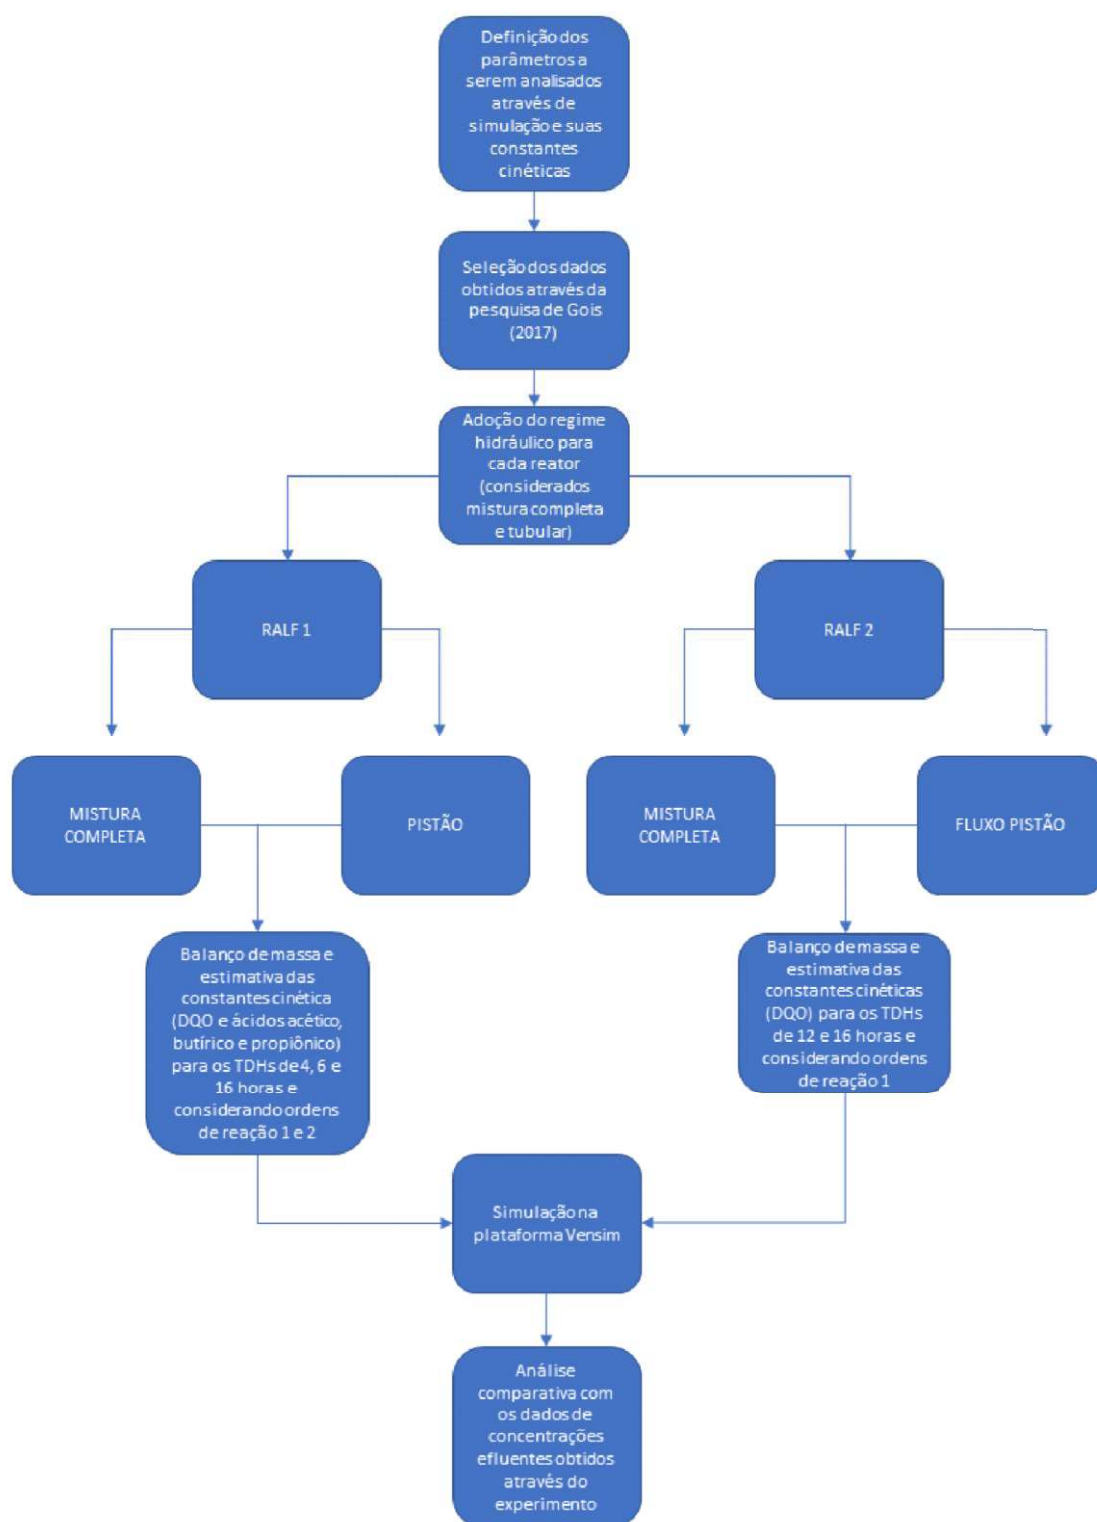 Definição dos
parâmetros a
serem analisados
através de
simulação e suas
constantes
cinéticas
Seleção dos dados
obtidos através da
pesquisa de Gois
(2017)
Adoção do regime
hidráulico para
cada reator
(considerados
mistura completa
e tubular)
RALF 1
RALF 2
MISTURA
COMPLETA
PISTÃO
MISTURA
COMPLETA
FLUXO PISTÃO
Balanço de massa e
estimativa das
constantes cinética
(DQO e ácidos acético,
butírico e propiônico)
para os TDHs de 4, 6 e
16 horas e
considerando ordens
de reação 1 e 2
Balanço de massa e
estimativa das
constantes cinéticas
(DQO) para os TDHs
de 12 e 16 horas e
considerando ordens
de reação 1
Simulação na
plataforma Vensim
Análise
comparativa com
os dados de
concentrações
efluentes obtidos
através do
experimento